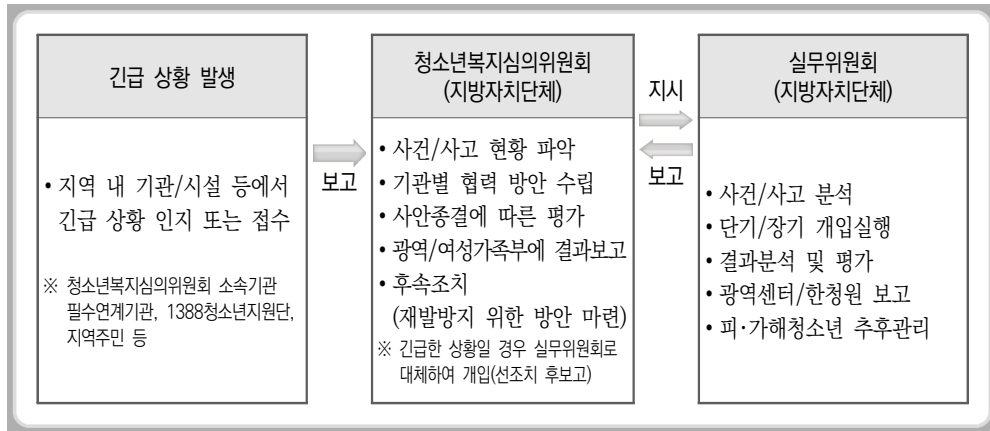 긴급 상황 발생
• 지역 내 기관/시설 등에서
긴급 상황 인지 또는 접수
※ 청소년복지심의위원회 소속기관
필수연계기관, 1388청소년지원단,
지역주민 등
보고
청소년복지심의위원회
(지방자치단체)
• 사건/사고 현황 파악
• 기관별 협력 방안 수립
• 사안종결에 따른 평가
• 광역/여성가족부에 결과보고
• 후속조치
(재발방지 위한 방안 마련)
※ 긴급한 상황일 경우 실무위원회로
대체하여 개입(선조치 후보고)
지시
보고
실무위원회
(지방자치단체)
• 사건/사고 분석
• 단기/장기 개입실행
• 결과분석 및 평가
• 광역센터/한청원 보고
• 피·가해청소년 추후관리